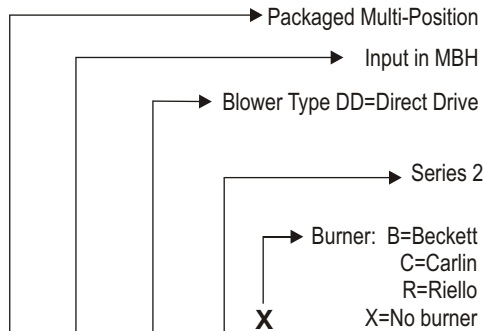 Packaged Multi-Position
Input in MBH
Blower Type DD=Direct Drive
Series 2
Burner: B=Beckett
C=Carlin
R=Riello
X X=No burner